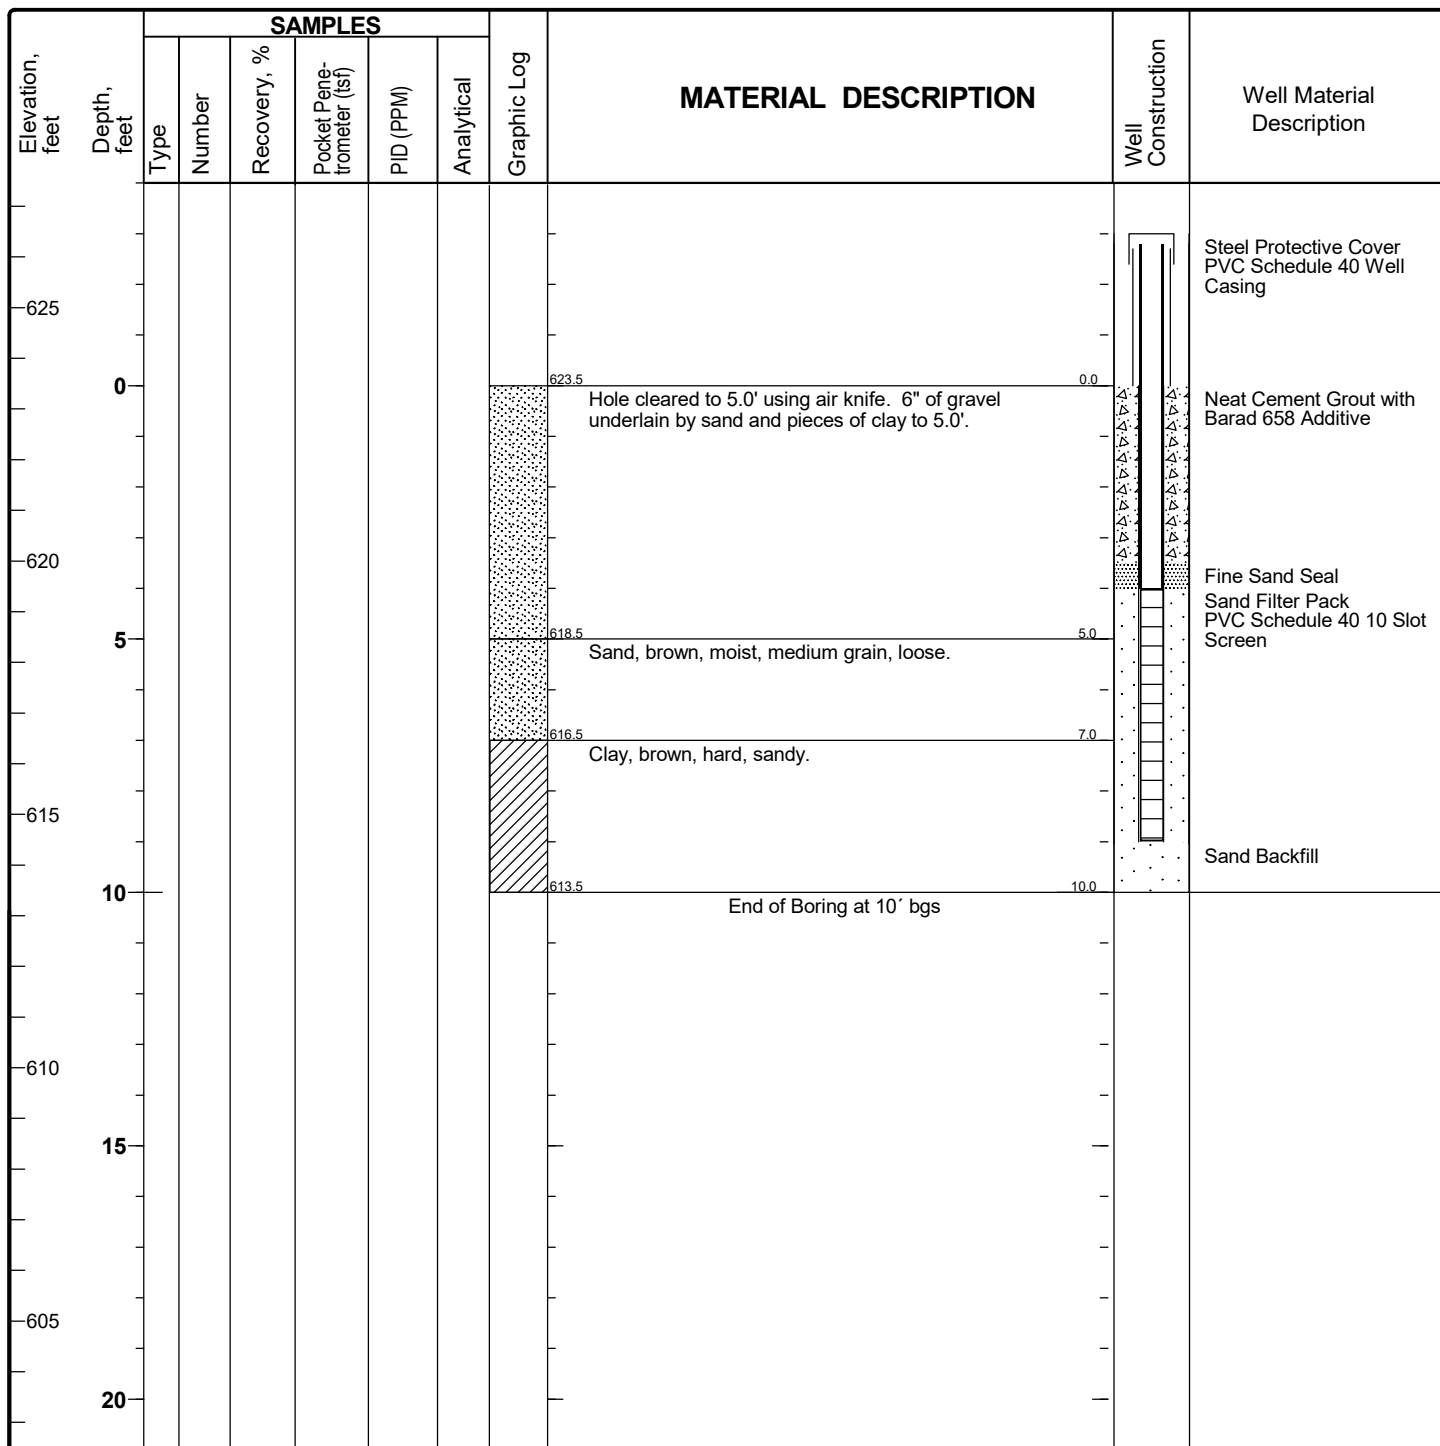 SAMPLES
Elevation,
feet
Depth,
feet
Type
Number
Recovery, %
Pocket Pene-
trometer (tsf)
PID (PPM)
Analytical
Graphic Log
MATERIAL DESCRIPTION
Well
Construction
Well Material
Description
Steel Protective Cover
PVC Schedule 40 Well
Casing
625
0
623.5
0.0
Hole cleared to 5.0' using air knife. 6" of gravel
underlain by sand and pieces of clay to 5.0'.
Neat Cement Grout with
Barad 658 Additive
620
Fine Sand Seal
Sand Filter Pack
PVC Schedule 40 10 Slot
Screen
5
618.5
5.0
Sand, brown, moist, medium grain, loose.
616.5
7.0
Clay, brown, hard, sandy.
615
Sand Backfill
10
613.5
10.0
End of Boring at 10´ bgs
610
15
605
20